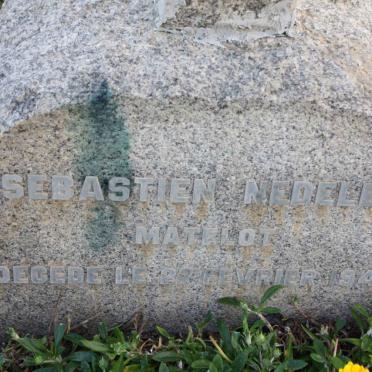 SEBASTIEN NEDELE
MATELOT
DECEDE LE FEVRIER